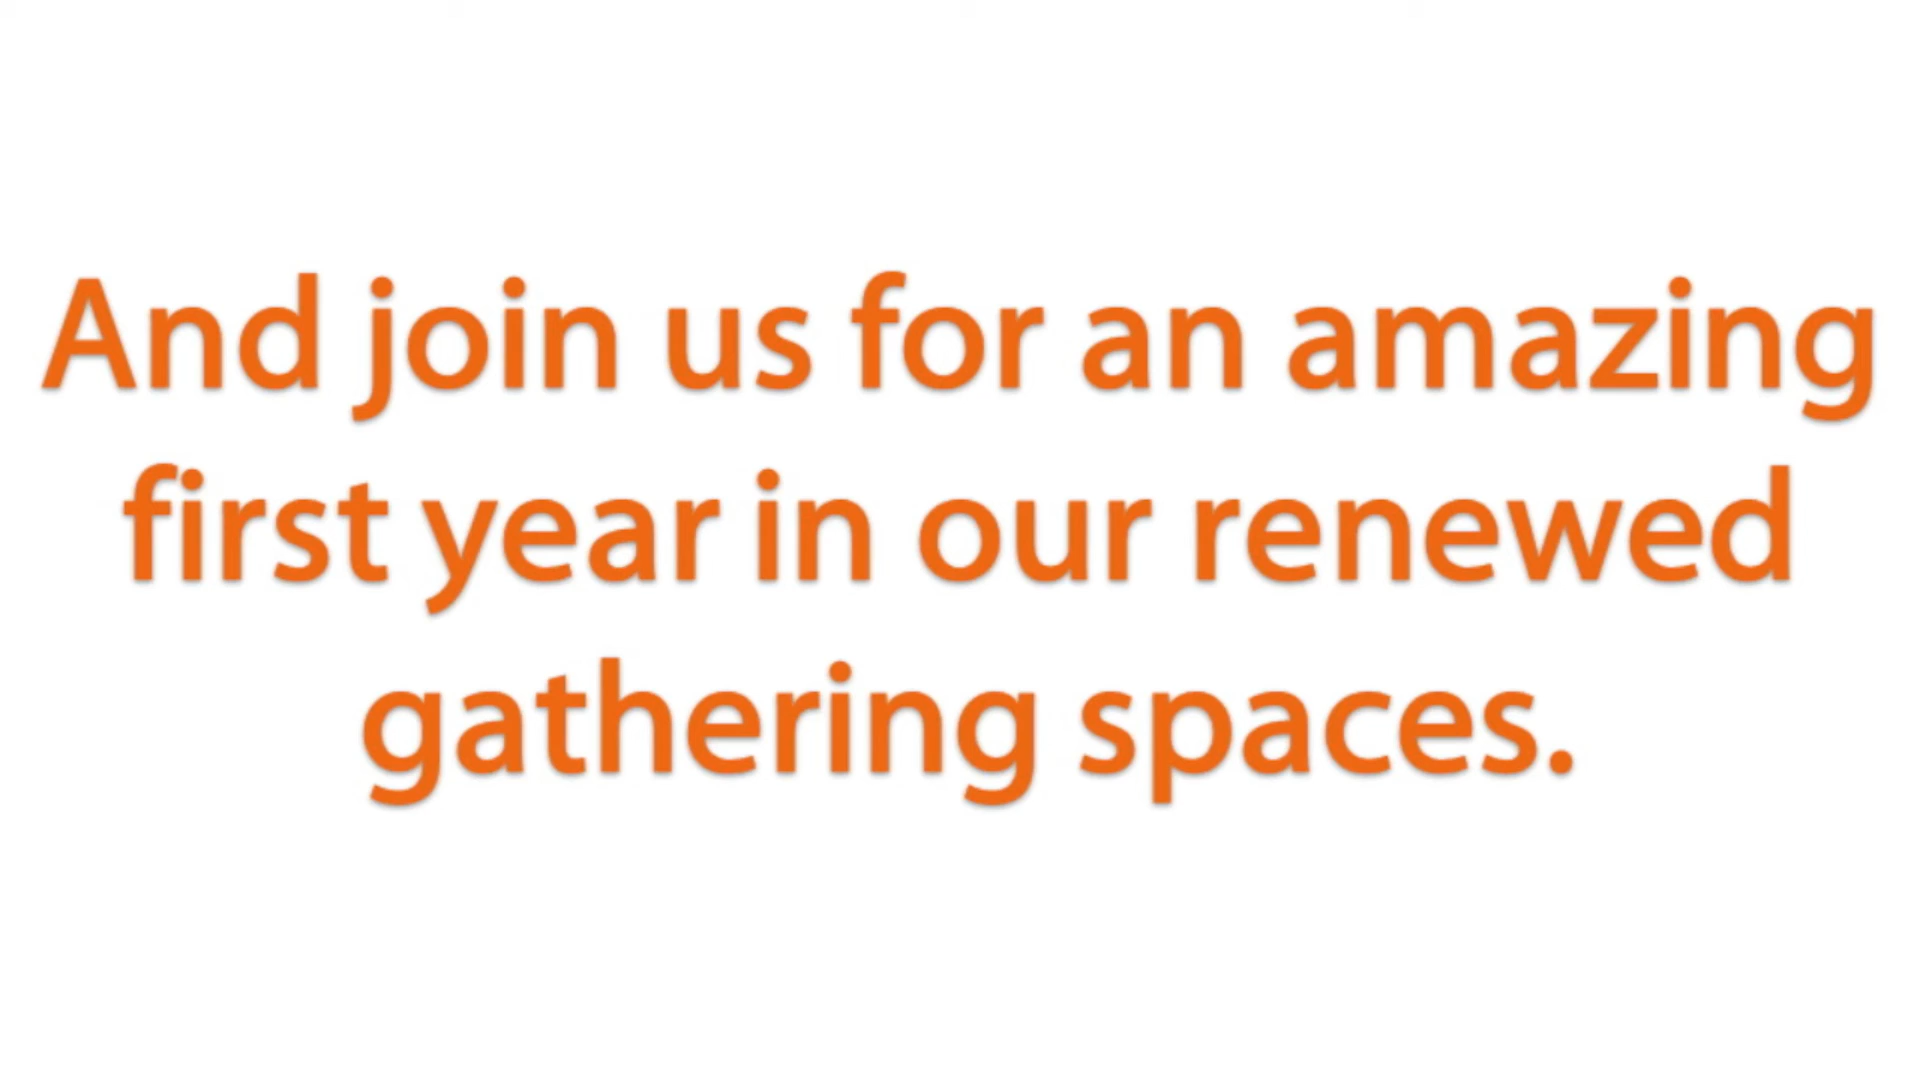 And join us for an amazing
first year in our renewed
gathering spaces.